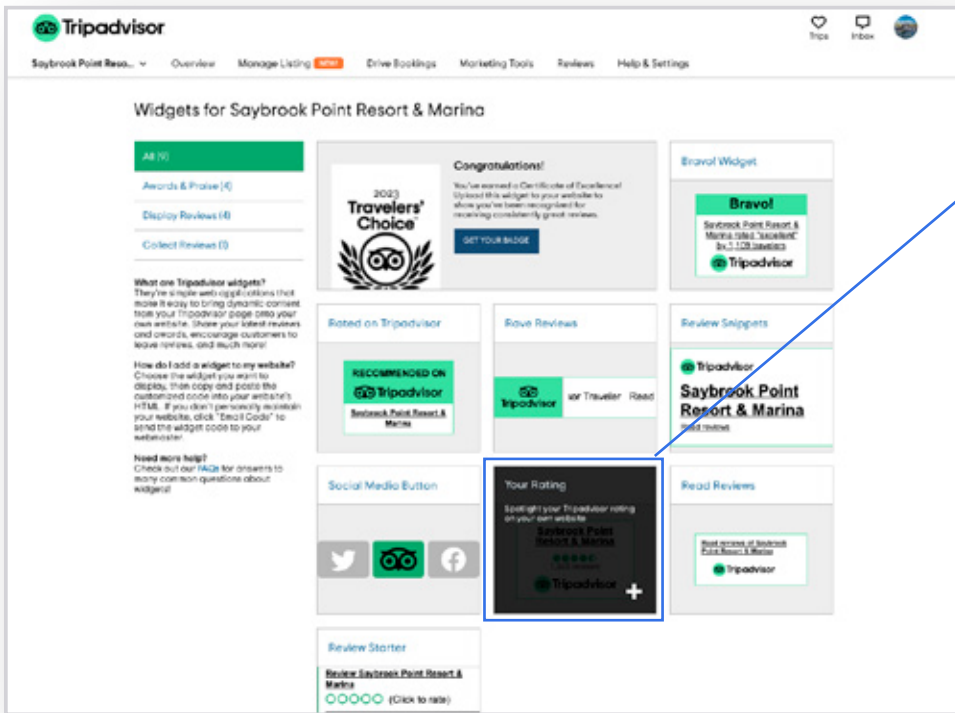 Tripadvisor
Trips
Inbox
Saybrook Point Reso...
Overview
Manage Listing NEW!
Drive Bookings
Marketing Tools
Reviews
Help & Settings
Widgets for Saybrook Point Resort & Marina
All (9)
Awards & Praise (4)
Display Reviews (4)
Collect Reviews (1)
What are Tripadvisor widgets?
They're simple web applications that
make it easy to bring dynamic content
from your Tripadvisor page onto your
own website. Share your latest reviews
and awards, encourage customers to
leave reviews, and much more!
How do I add a widget to my website?
Choose the widget you want to
display, then copy and paste the
customized code into your website's
HTML. If you don't personally maintain
your website, click "Email Code" to
send the widget code to your
webmaster.
Need more help?
Check out our FAQs for answers to
many common questions about
widgets!
2023
Travelers'
Choice
Congratulations!
You've earned a Certificate of Excellence!
Upload this widget to your website to
show you've been recognized for
receiving consistently great reviews.
GET YOUR BADGE
Bravo! Widget
Bravo!
Saybrook Point Resort &
Marina rated "excellent"
by 1,109 travelers
Tripadvisor
Rated on Tripadvisor
RECOMMENDED ON
Tripadvisor
Saybrook Point Resort &
Marina
Rave Reviews
Tripadvisor
vor Traveler Read
Review Snippets
Tripadvisor
Saybrook Point
Resort & Marina
Read reviews
Social Media Button
Your Rating
Spotlight your Tripadvisor rating
on your own website
Saybrook Point
Resort & Marina
Tripadvisor
Read Reviews
Read reviews of Saybrook
Point Resort & Marina
Tripadvisor
Review Starter
Review Saybrook Point Resort &
Marina
(Click to rate)